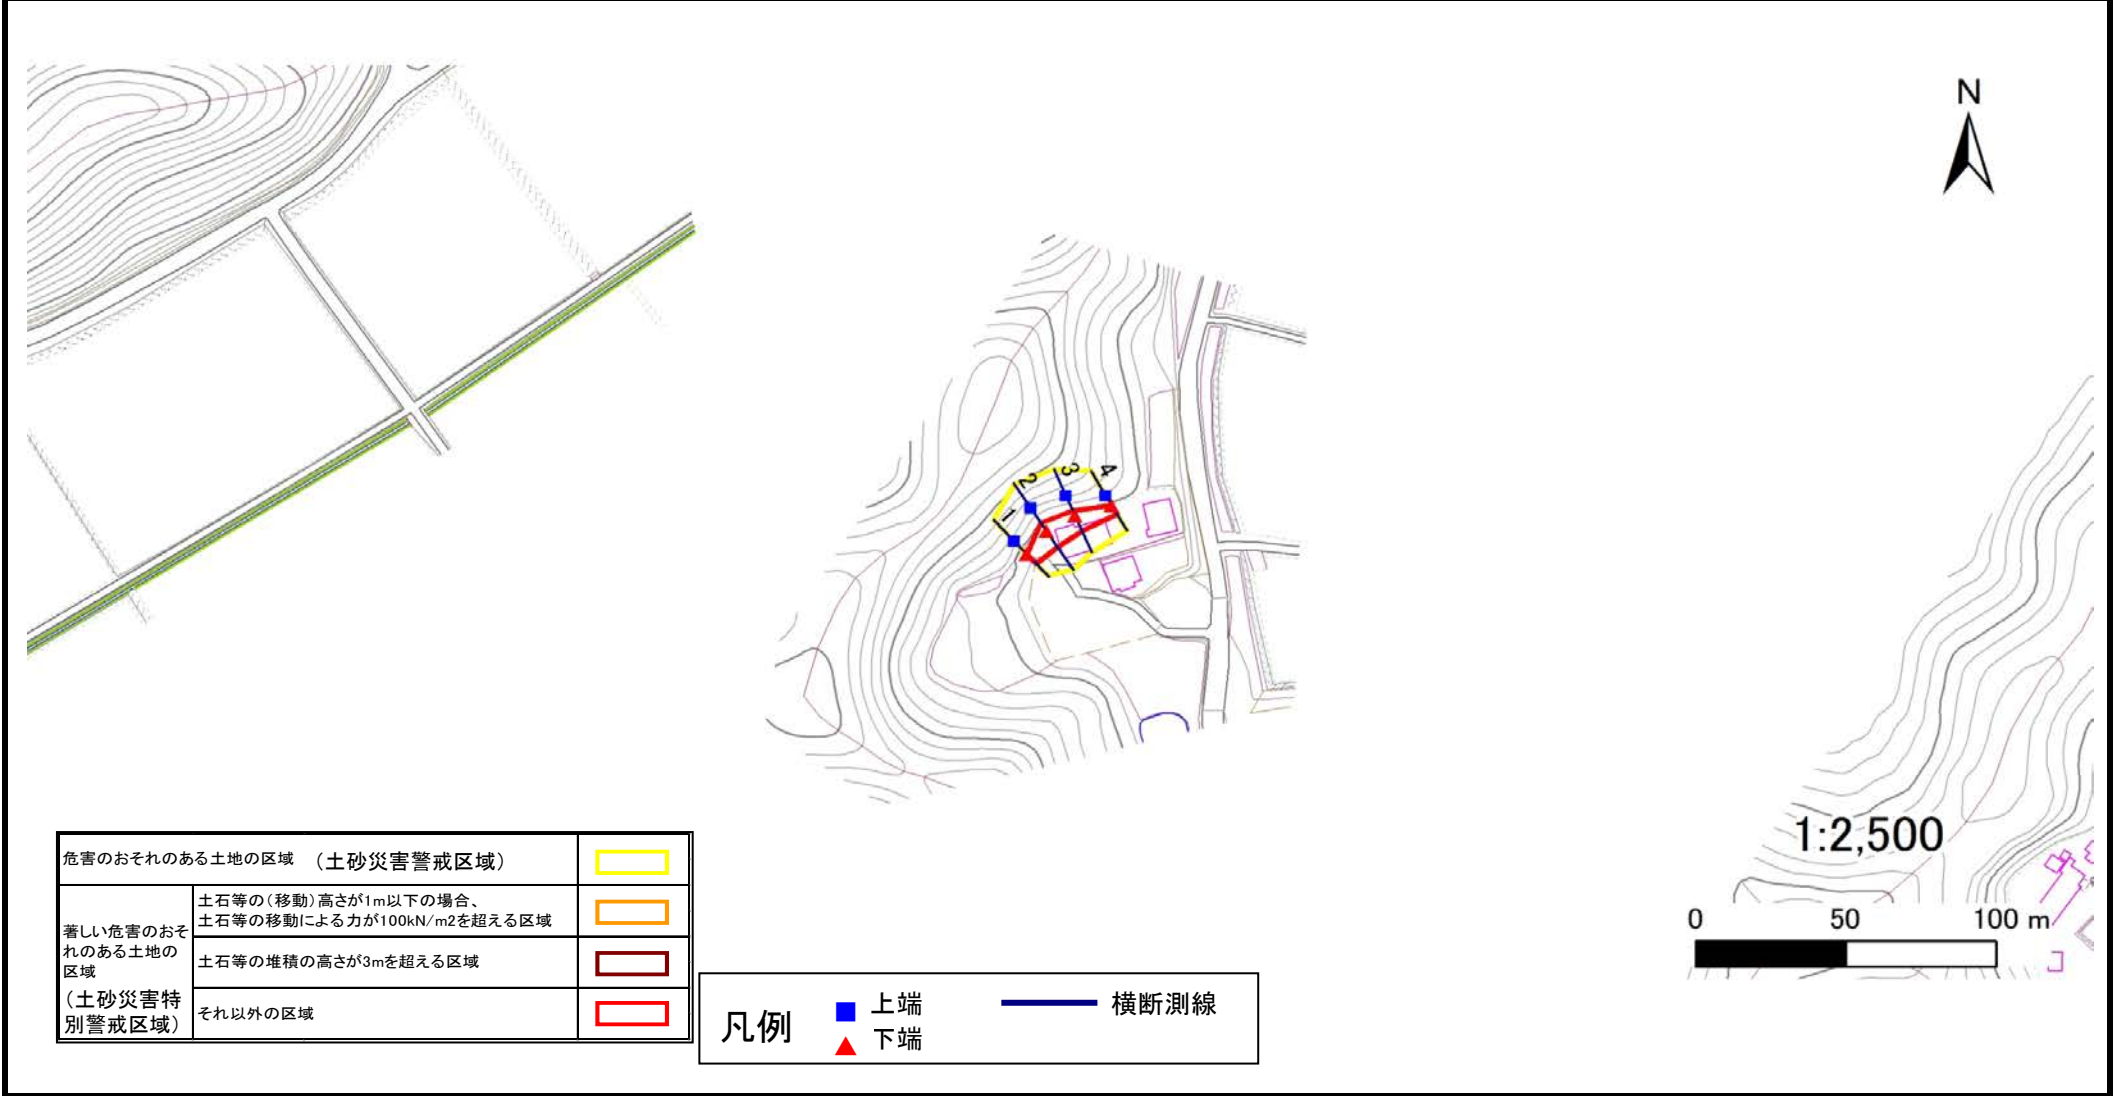 N
1
2
3
4
1:2,500
0 50 100 m
危害のおそれのある土地の区域 (土砂災害警戒区域)
著しい危害のおそ
れのある土地の
区域
(土砂災害特
別警戒区域)
土石等の(移動)高さが1m以下の場合、
土石等の移動による力が100kN/m2を超える区域
土石等の堆積の高さが3mを超える区域
それ以外の区域
凡例
上端
下端
横断測線